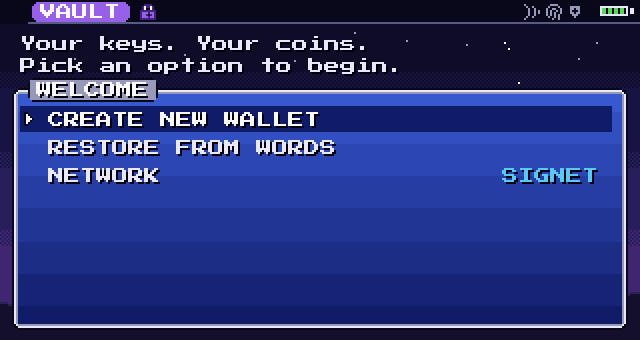 VAULT
Your keys. Your coins.
Pick an option to begin.
WELCOME
CREATE NEW WALLET
RESTORE FROM WORDS
NETWORK SIGNET